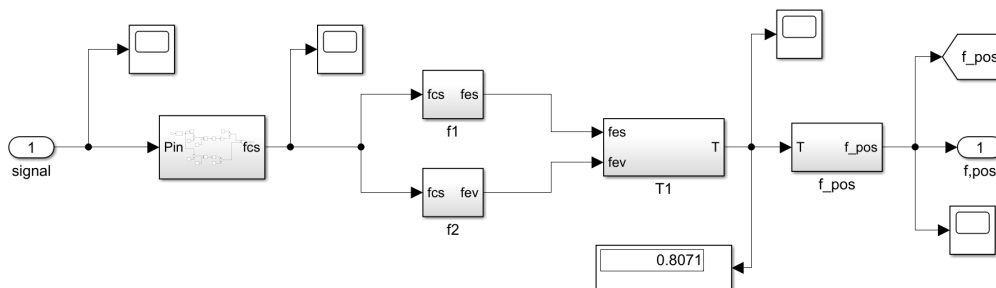 1
signal
Pin
fcs
fcs
fes
f1
fcs
fev
f2
fes
fev
T
T1
0.8071
T
f_pos
f_pos
f_pos
1
f,pos